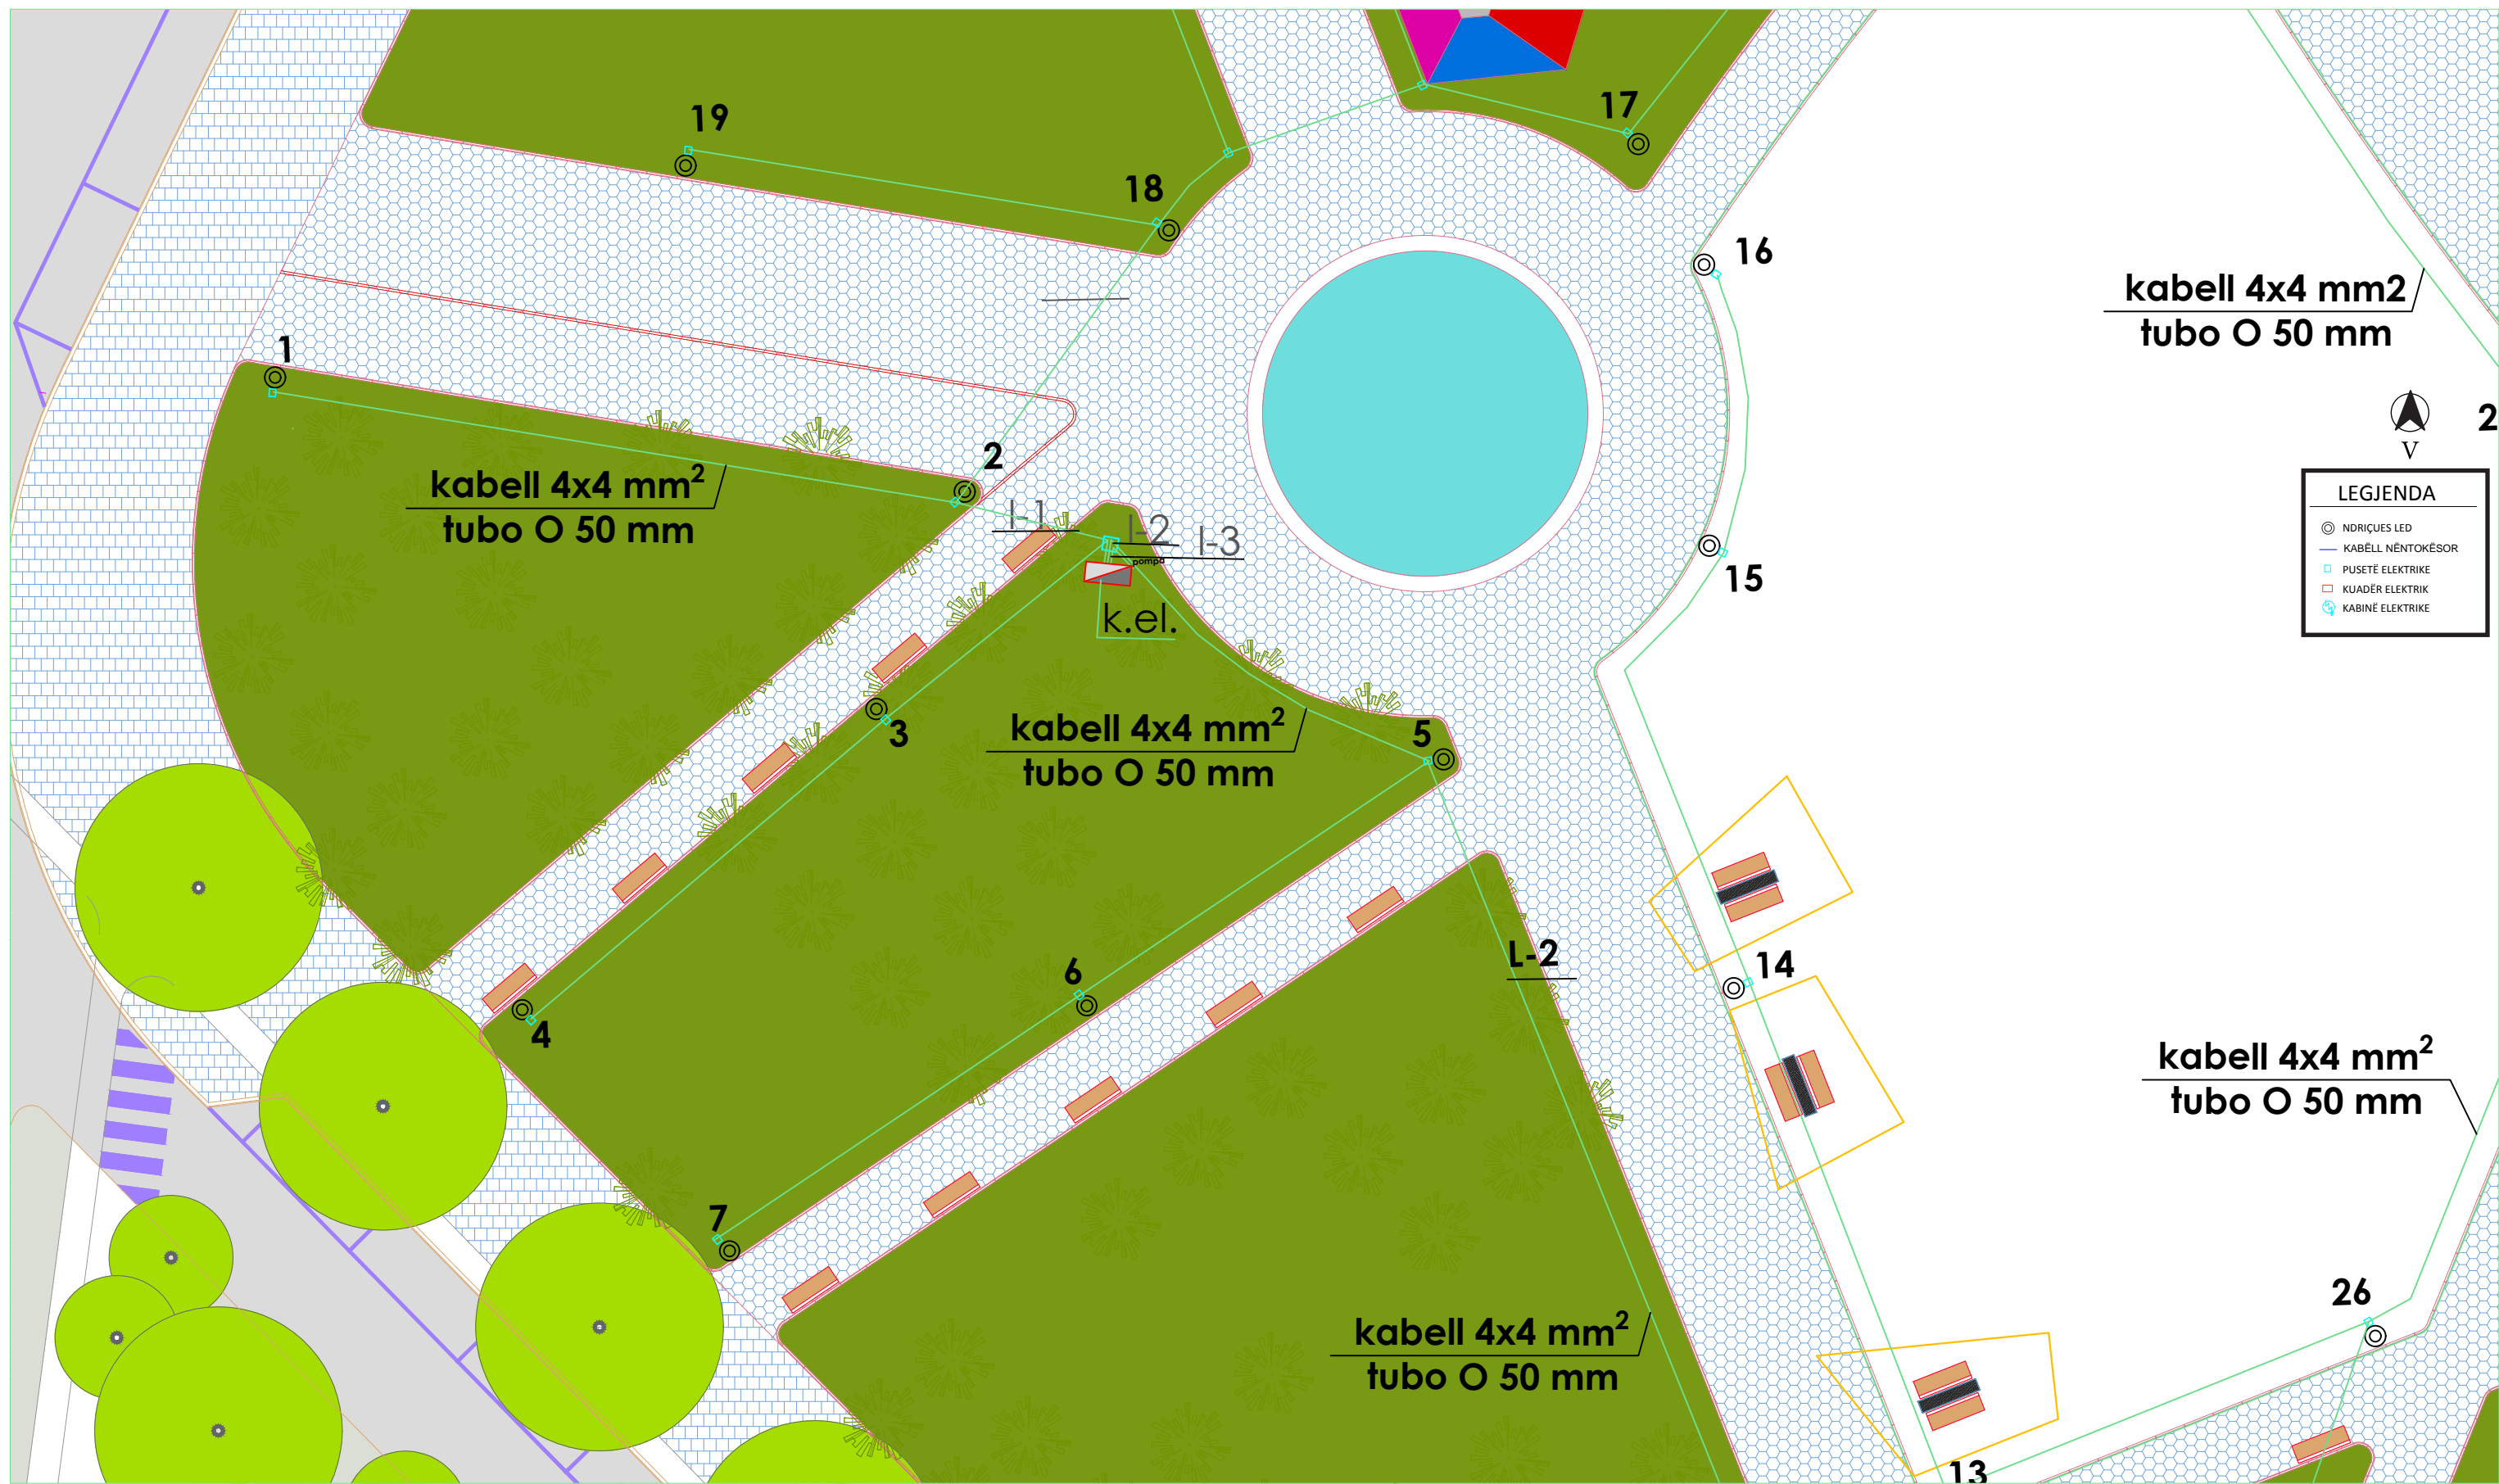 19
17
18
16
kabell 4x4 mm2
tubo O 50 mm
1
2
2
V
kabell 4x4 mm²
tubo O 50 mm
LEGJENDA
NDRIÇUES LED
KABËLL NËNTOKËSOR
PUSETË ELEKTRIKE
KUADËR ELEKTRIK
KABINË ELEKTRIKE
l-1
l-2
l-3
pompa
k.el.
15
3
kabell 4x4 mm²
tubo O 50 mm
5
L-2
14
6
4
kabell 4x4 mm²
tubo O 50 mm
7
26
kabell 4x4 mm²
tubo O 50 mm
13